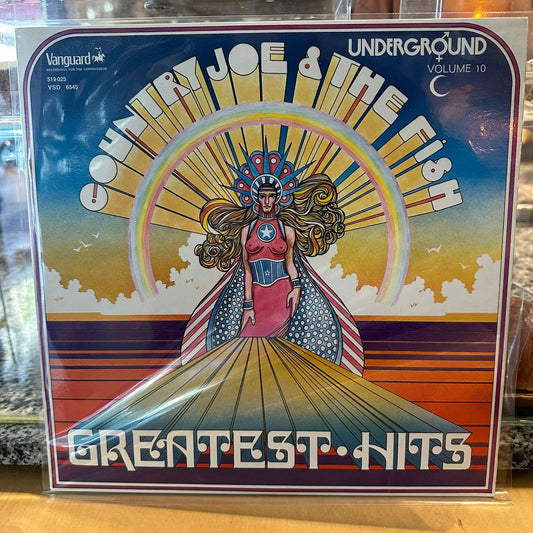 Vanguard
RECORDINGS FOR THE CONNOISSEUR
519 025
VSD 6545
UNDERGROUND
VOLUME 10
COUNTRY JOE & THE FISH
GREATEST·HITS